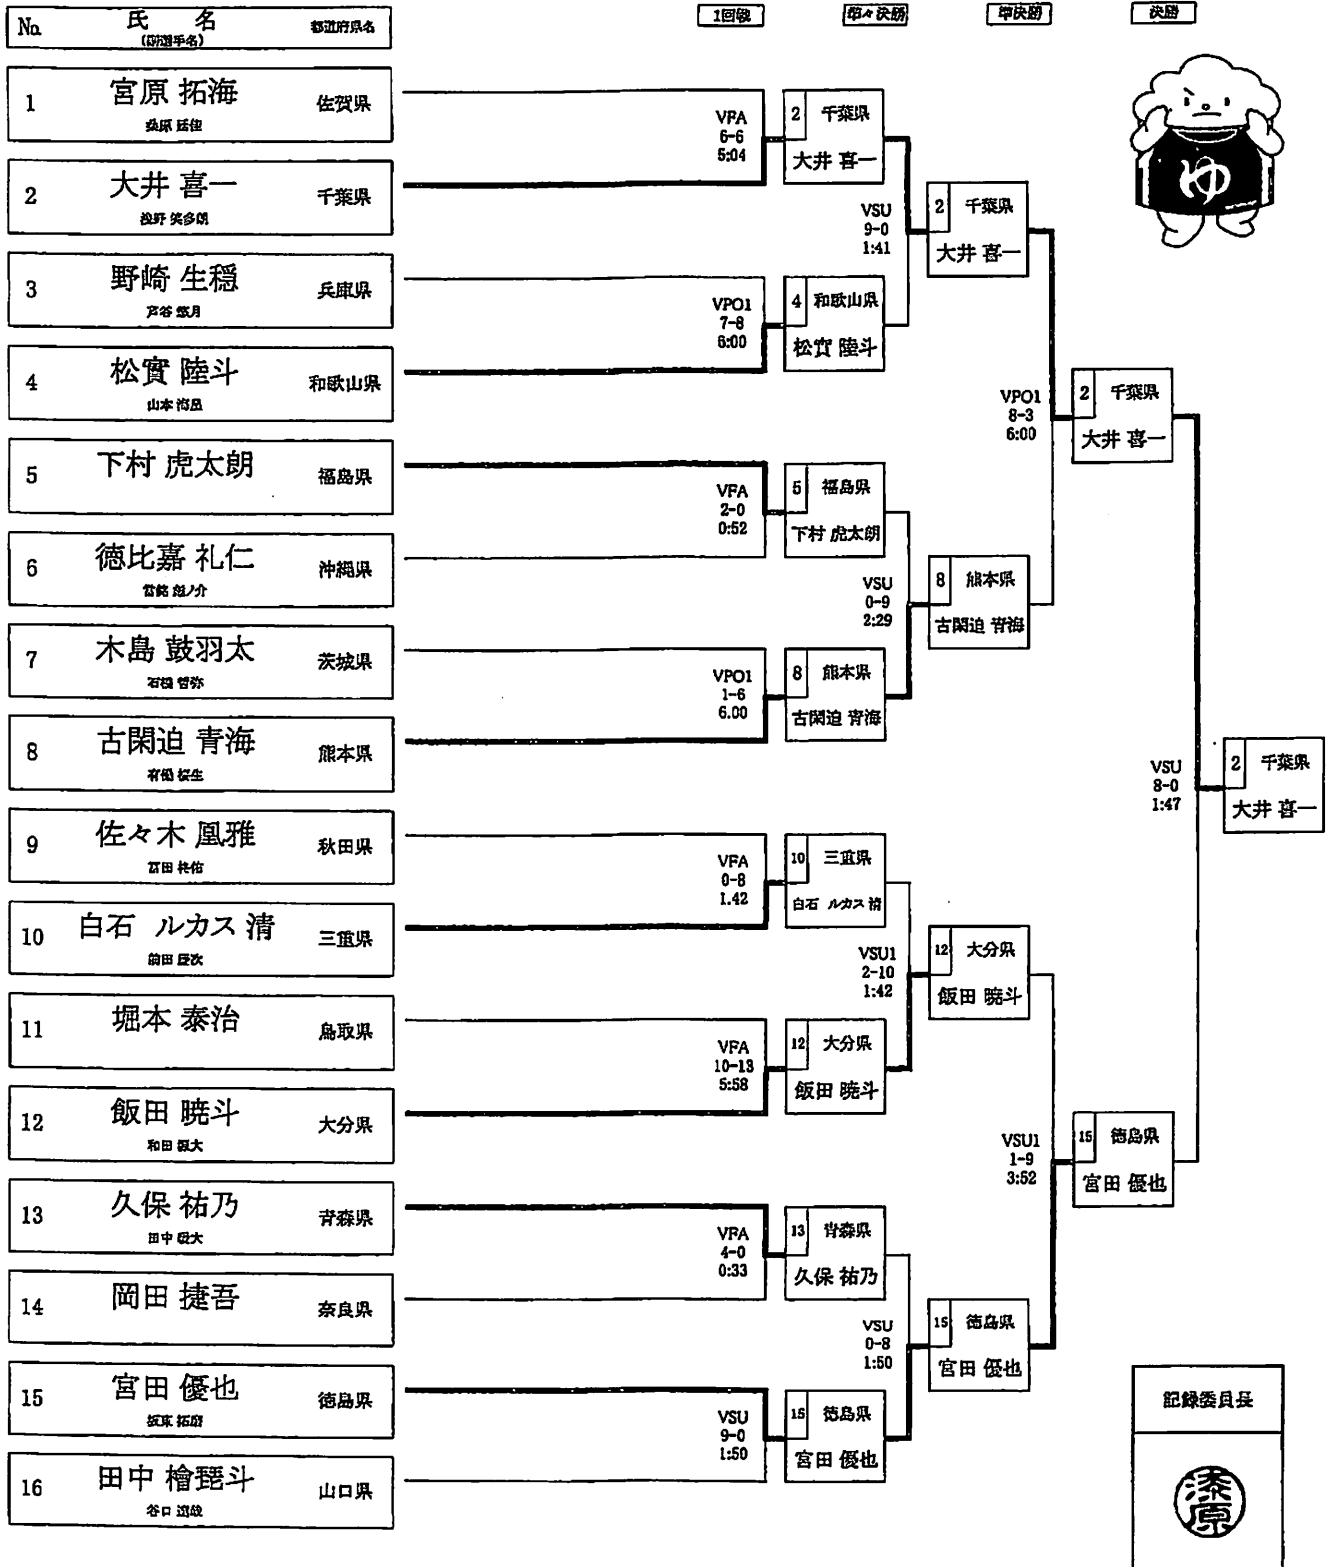 No. 氏 名 都道府県名 1回戦 準々決勝 準決勝 決勝
1 宮原 拓海 佐賀県
2 大井 喜一 千葉県
3 野崎 生穏 兵庫県
4 松實 陸斗 和歌山県
山本 海凪
5 下村 虎太朗 福島県
6 徳比嘉 礼仁 沖縄県
7 木島 鼓羽太 茨城県
8 古閑迫 青海 熊本県
9 佐々木 凰雅 秋田県
10 白石 ルカス 清 三重県
11 堀本 泰治 鳥取県
12 飯田 暁斗 大分県
13 久保 祐乃 青森県
14 岡田 捷吾 奈良県
15 宮田 優也 徳島県
16 田中 檜琵斗 山口県
VFA
6-6
5:04
VPO1
7-8
6:00
VFA
2-0
0:52
VPO1
1-6
6.00
VFA
0-8
1.42
VFA
10-13
5:58
VFA
4-0
0:33
VSU
9-0
1:50
2 千葉県
大井 喜一
4 和歌山県
松實 陸斗
5 福島県
下村 虎太朗
8 熊本県
古閑迫 青海
10 三重県
白石 ルカス 清
12 大分県
飯田 暁斗
13 青森県
久保 祐乃
15 徳島県
宮田 優也
VSU
9-0
1:41
VSU
0-9
2:29
VSU1
2-10
1:42
VSU
0-8
1:50
2 千葉県
大井 喜一
8 熊本県
古閑迫 青海
12 大分県
飯田 暁斗
15 徳島県
宮田 優也
VPO1
8-3
6:00
VSU1
1-9
3:52
2 千葉県
大井 喜一
15 徳島県
宮田 優也
VSU
8-0
1:47
2 千葉県
大井 喜一
ゆ
記録委員長
漆原